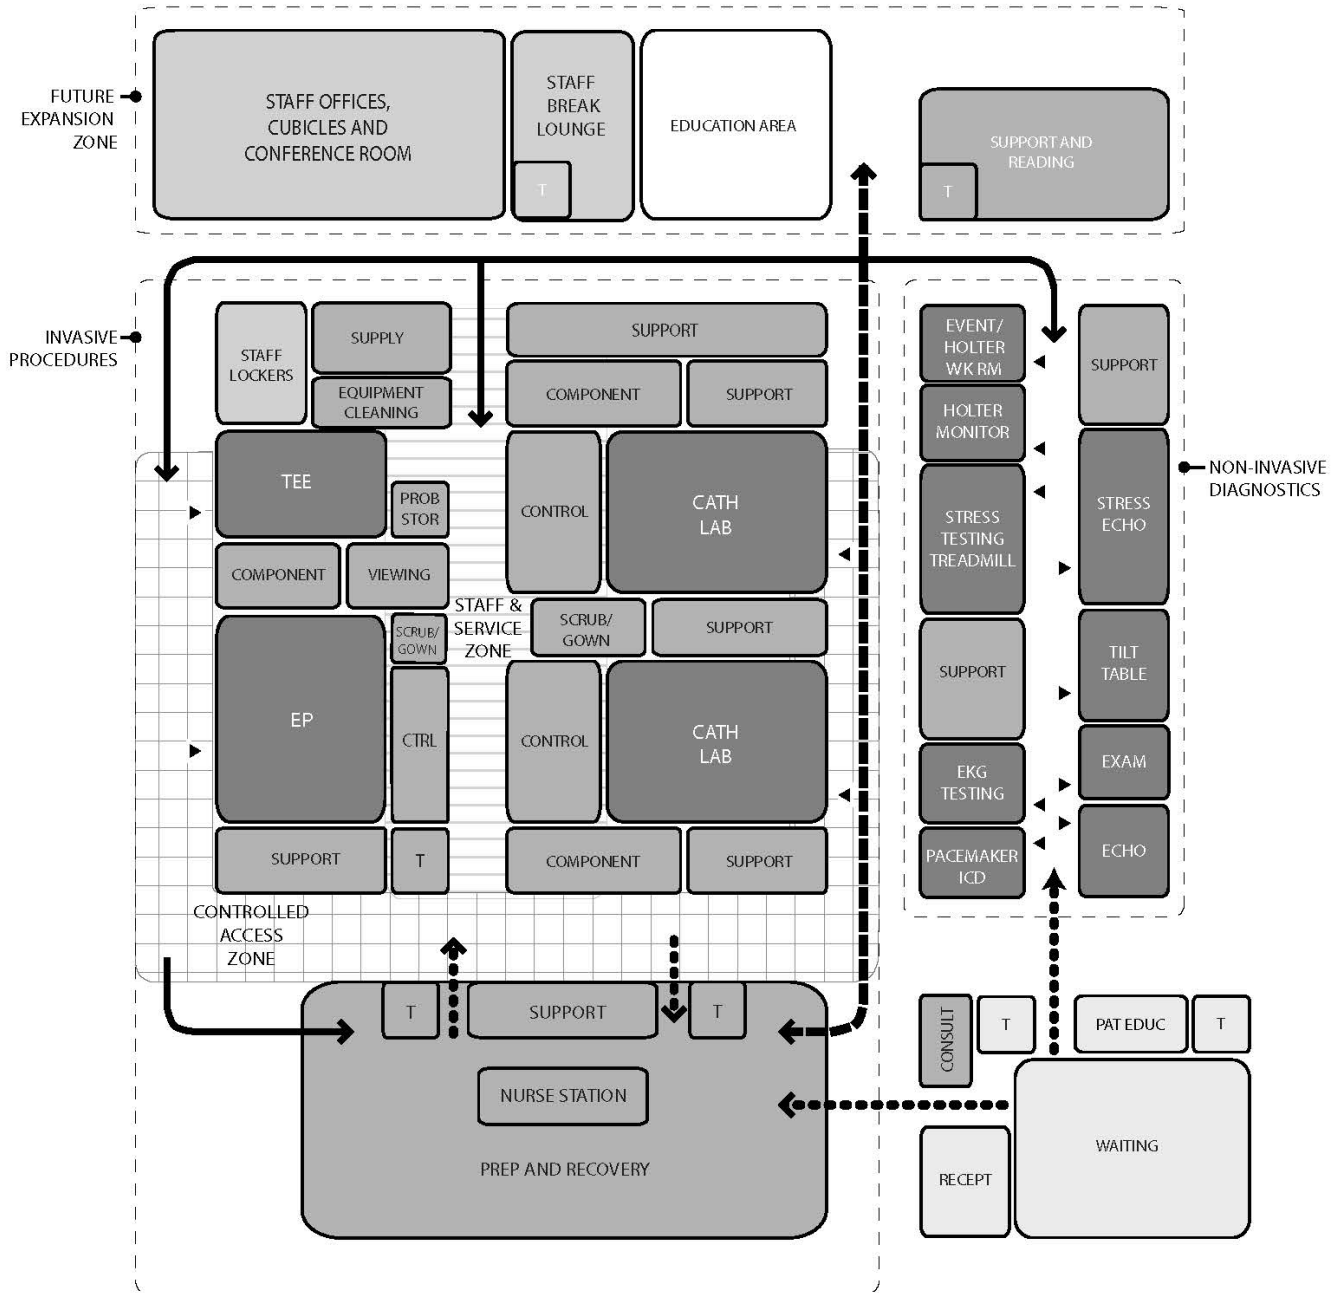 FUTURE
EXPANSION
ZONE
STAFF OFFICES,
CUBICLES AND
CONFERENCE ROOM
STAFF
BREAK
LOUNGE
T
EDUCATION AREA
SUPPORT AND
READING
T
INVASIVE
PROCEDURES
STAFF
LOCKERS
SUPPLY
EQUIPMENT
CLEANING
TEE
PROB
STOR
COMPONENT
VIEWING
SCRUB/
GOWN
EP
CTRL
SUPPORT
T
STAFF &
SERVICE
ZONE
SUPPORT
COMPONENT
SUPPORT
CONTROL
CATH
LAB
SCRUB/
GOWN
SUPPORT
CONTROL
CATH
LAB
COMPONENT
SUPPORT
CONTROLLED
ACCESS
ZONE
T
SUPPORT
T
NURSE STATION
PREP AND RECOVERY
EVENT/
HOLTER
WK RM
HOLTER
MONITOR
STRESS
TESTING
TREADMILL
SUPPORT
EKG
TESTING
PACEMAKER
ICD
SUPPORT
STRESS
ECHO
TILT
TABLE
EXAM
ECHO
NON-INVASIVE
DIAGNOSTICS
CONSULT
T
PAT EDUC
T
WAITING
RECEPT